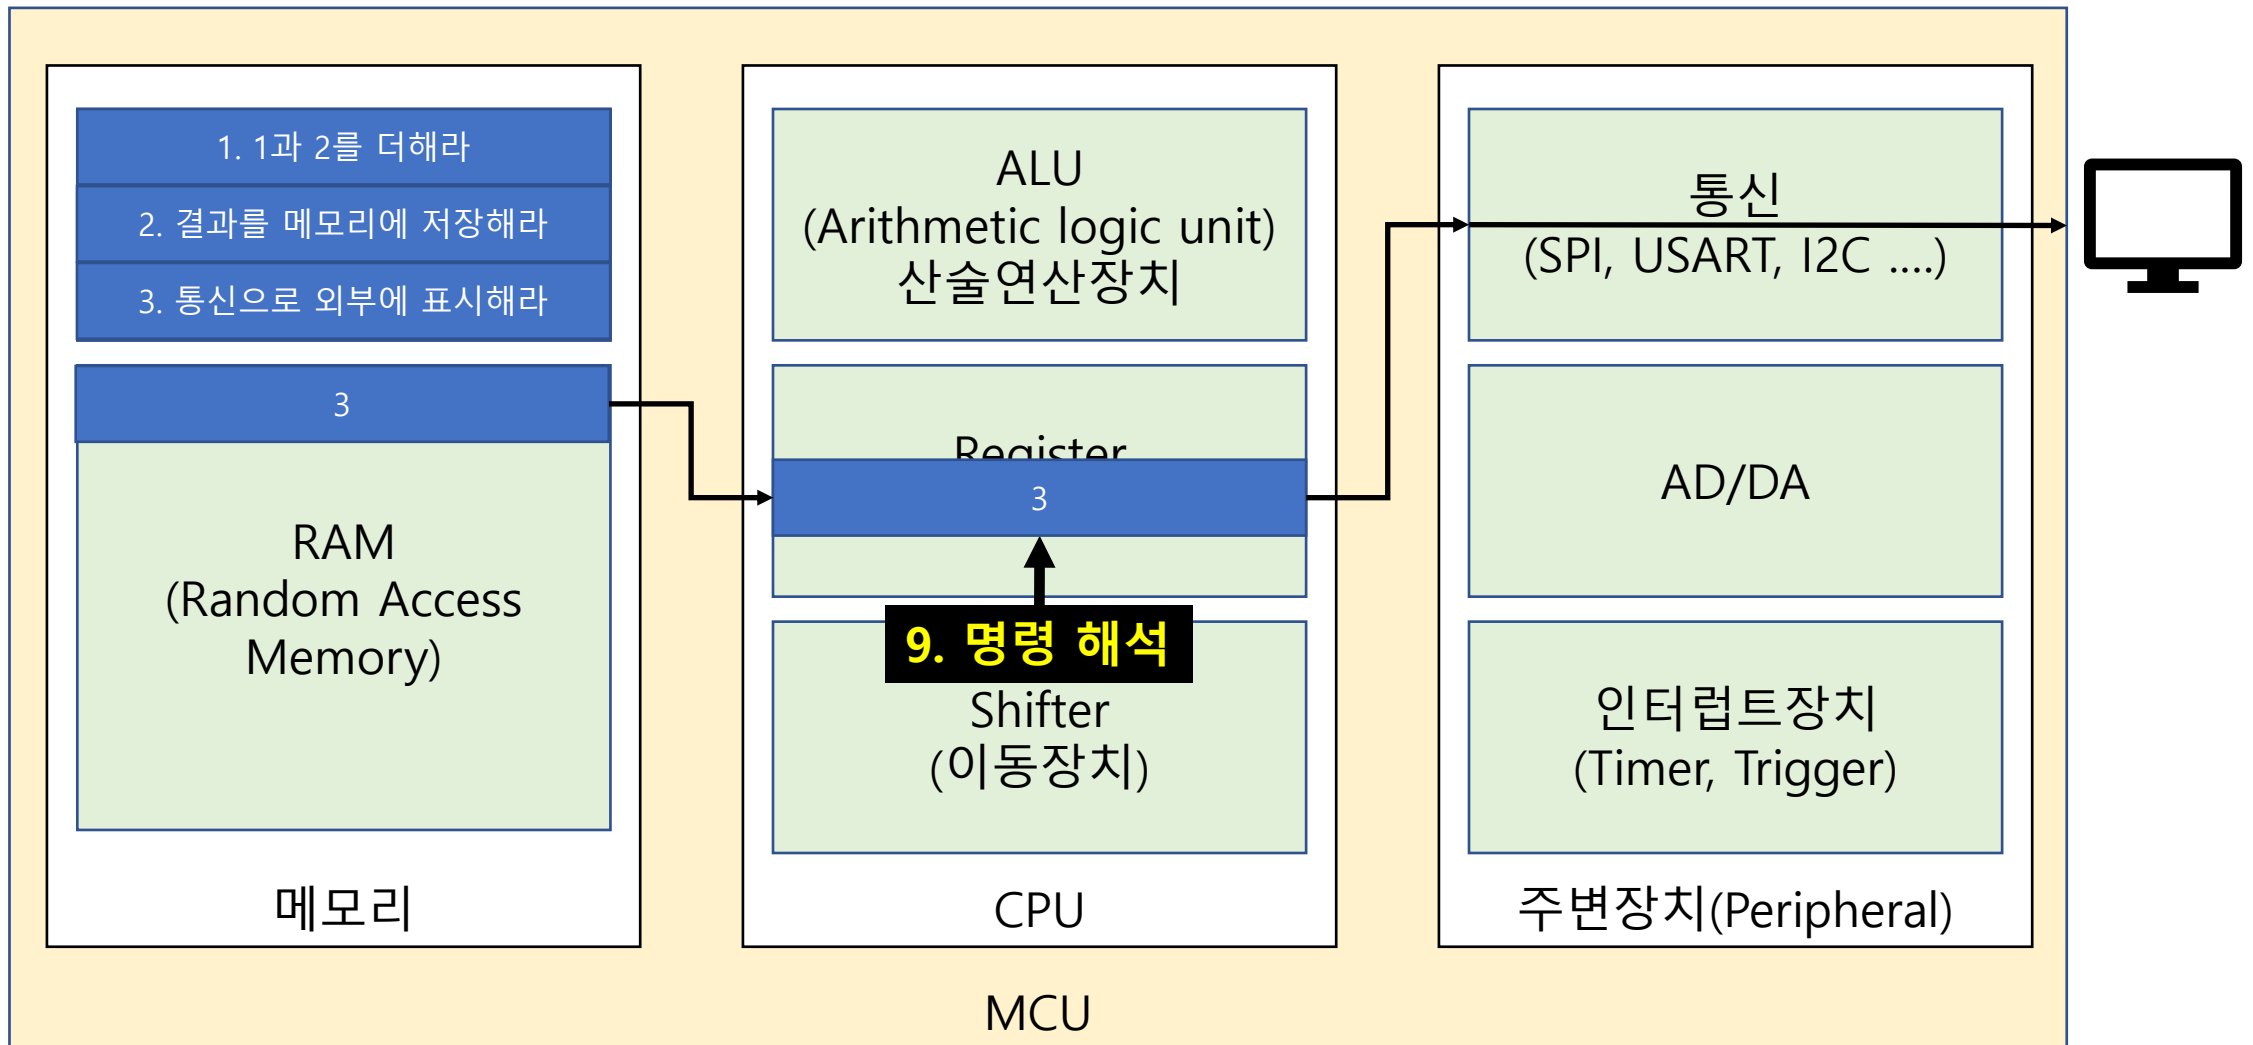 1. 1과 2를 더해라
2. 결과를 메모리에 저장해라
3. 통신으로 외부에 표시해라
3
RAM
(Random Access
Memory)
메모리
ALU
(Arithmetic logic unit)
산술연산장치
Register
3
9. 명령 해석
Shifter
(이동장치)
CPU
통신
(SPI, USART, I2C ....)
AD/DA
인터럽트장치
(Timer, Trigger)
주변장치(Peripheral)
MCU